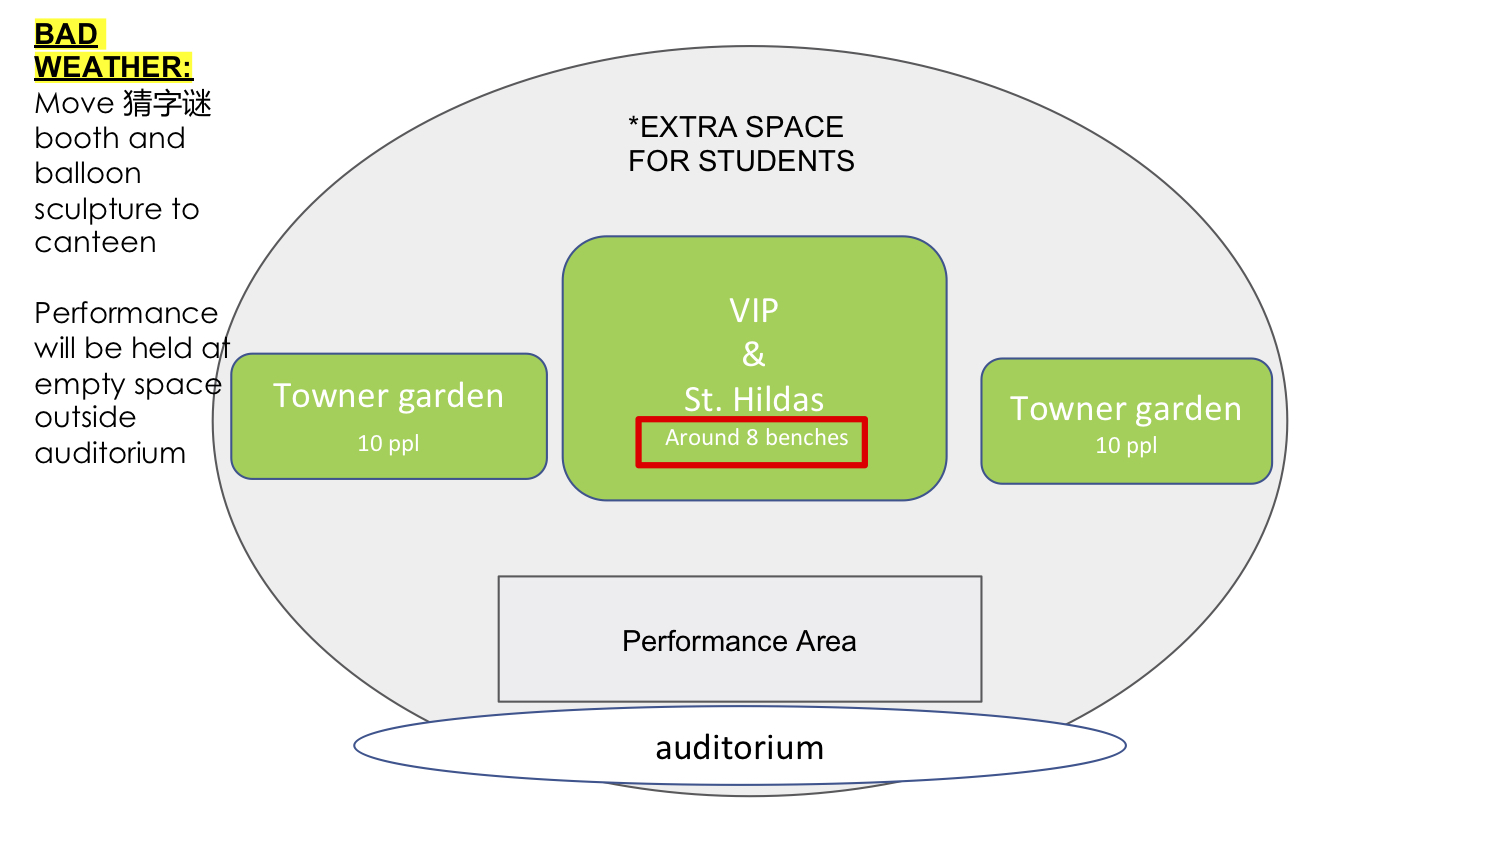 BAD
WEATHER:
Move 猜字谜
booth and
balloon
sculpture to
canteen
Performance
will be held at
empty space
outside
auditorium
*EXTRA SPACE
FOR STUDENTS
VIP
&
St. Hildas
Around 8 benches
Towner garden
10 ppl
Towner garden
10 ppl
Performance Area
auditorium